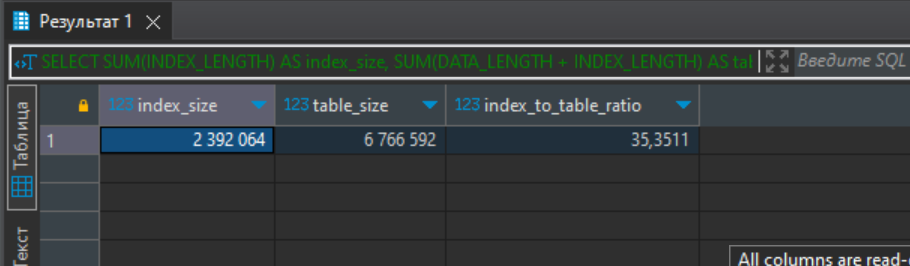 Результат 1
SELECT SUM(INDEX_LENGTH) AS index_size, SUM(DATA_LENGTH + INDEX_LENGTH) AS tal Введите SQL
Таблица
123 index_size 123 table_size 123 index_to_table_ratio
1 2 392 064 6 766 592 35,3511
Текст
All columns are read-